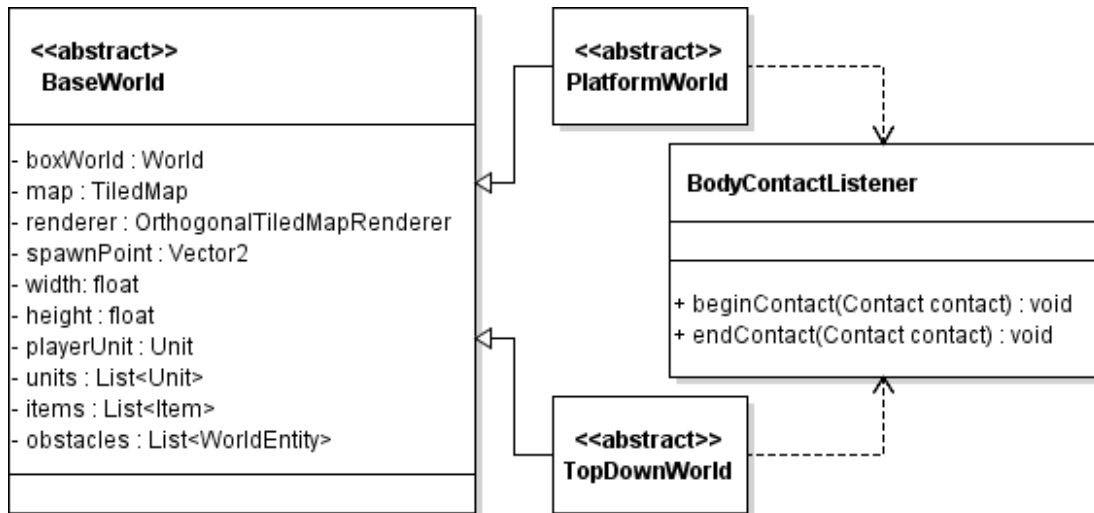 <<abstract>>
BaseWorld
- boxWorld : World
- map : TiledMap
- renderer : OrthogonalTiledMapRenderer
- spawnPoint : Vector2
- width: float
- height : float
- playerUnit : Unit
- units : List<Unit>
- items : List<Item>
- obstacles : List<WorldEntity>
<<abstract>>
PlatformWorld
BodyContactListener
+ beginContact(Contact contact) : void
+ endContact(Contact contact) : void
<<abstract>>
TopDownWorld